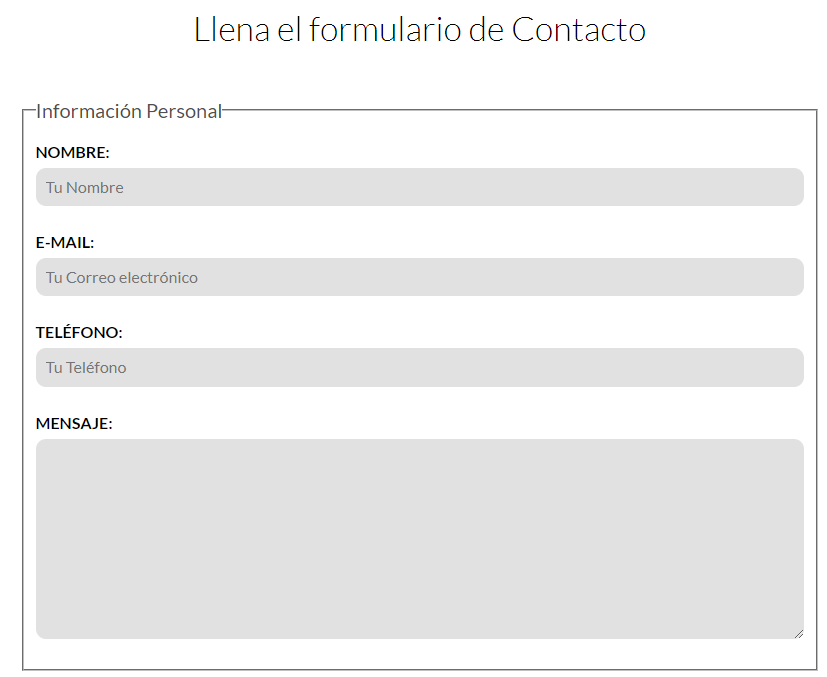 Llena el formulario de Contacto
Información Personal
NOMBRE:
Tu Nombre
E-MAIL:
Tu Correo electrónico
TELÉFONO:
Tu Teléfono
MENSAJE: